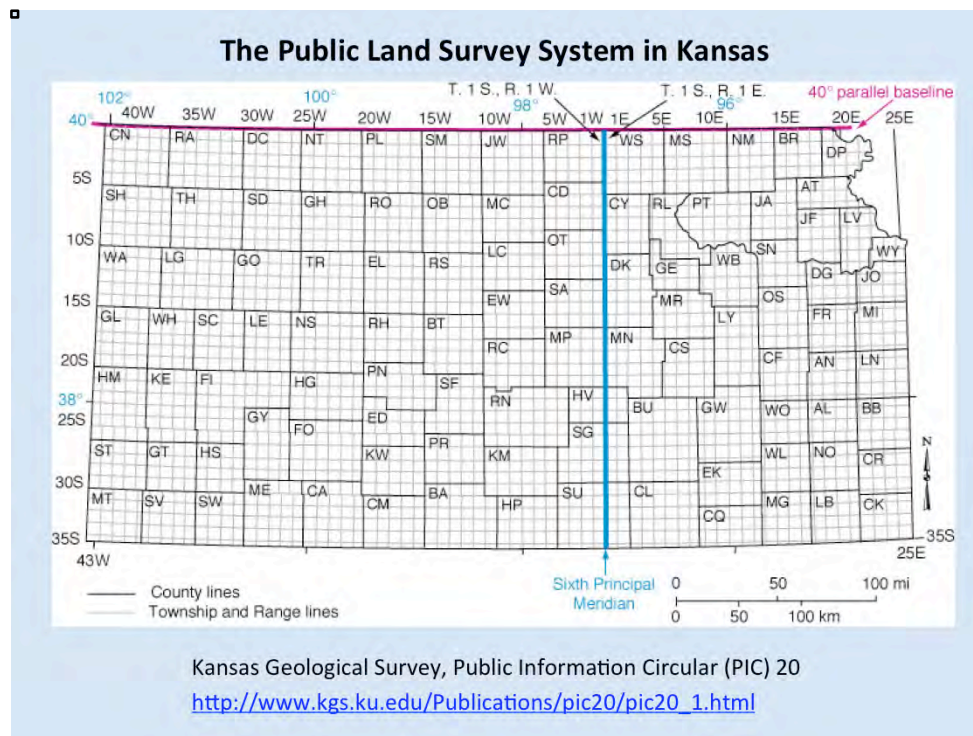 The Public Land Survey System in Kansas
T. 1 S., R. 1 W. T. 1 S., R. 1 E.
102° 100° 98° 96° 40° parallel baseline
40W 35W 30W 25W 20W 15W 10W 5W 1W 1E 5E 10E 15E 20E 25E
40°
CN RA DC NT PL SM JW RP WS MS NM BR DP
5S
SH TH SD GH RO OB MC CD CY RL PT JA AT JF LV
10S
WA LG GO TR EL RS LC OT DK GE WB SN DG WY JO
15S
EW SA MR OS
GL WH SC LE NS RH BT RC MP MN LY FR MI
20S
PN CS CF AN LN
HM KE FI HG SF RN HV
38°
25S
GY FO ED SG BU GW WO AL BB
N
ST GT HS KW PR KM WL NO CR
30S
EK
MT SV SW ME CA CM BA HP SU CL CQ MG LB CK
35S 35S
43W 25E
County lines
Township and Range lines
Sixth Principal
Meridian
0 50 100 mi
0 50 100 km
Kansas Geological Survey, Public Information Circular (PIC) 20
http://www.kgs.ku.edu/Publications/pic20/pic20_1.html